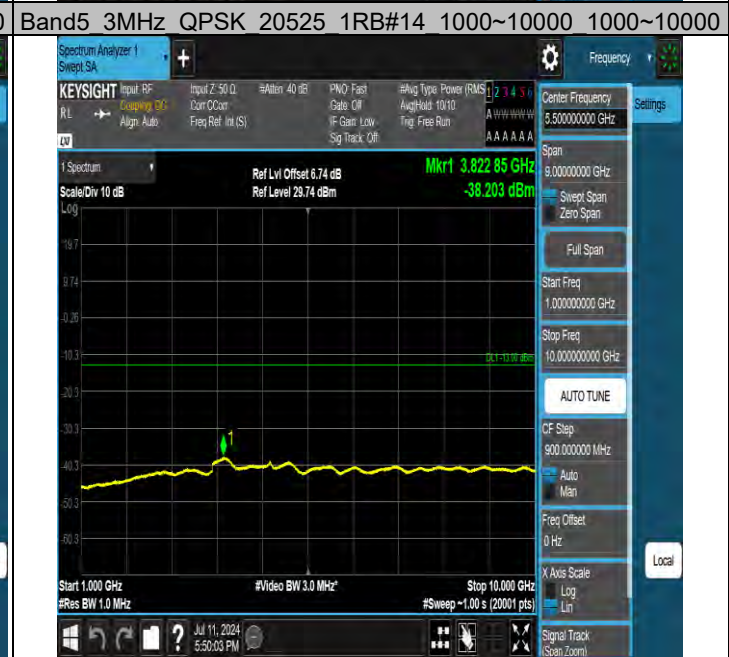 0 Band5_3MHz_QPSK_20525_1RB#14_1000~10000_1000~10000
Spectrum Analyzer 1
Swept SA
+
Frequency
KEYSIGHT Input: RF Input Z: 50 Ω #Atten: 40 dB PNO: Fast #Avg Type: Power (RMS 1 2 3 4 5 6
RL Coupling: DC Corr CCorr Gate: Off Avg|Hold: 10/10 A W W W W W
Align: Auto Freq Ref: Int (S) IF Gain: Low Trig: Free Run
Sig Track: Off A A A A A A
1 Spectrum
Ref Lvl Offset 6.74 dB Mkr1 3.822 85 GHz
Scale/Div 10 dB Ref Level 29.74 dBm -38.203 dBm
Log
19.7
9.74
-0.26
-10.3
-20.3
-30.3
-40.3
-50.3
-60.3
DL1 -13.00 dBm
1
Start 1.000 GHz #Video BW 3.0 MHz* Stop 10.000 GHz
#Res BW 1.0 MHz #Sweep ~1.00 s (20001 pts)
Jul 11, 2024
5:50:03 PM
?
Center Frequency
5.500000000 GHz
Settings
Span
9.00000000 GHz
Swept Span
Zero Span
Full Span
Start Freq
1.000000000 GHz
Stop Freq
10.000000000 GHz
AUTO TUNE
CF Step
900.000000 MHz
Auto
Man
Freq Offset
0 Hz
X Axis Scale
Log
Lin
Local
Signal Track
(Span Zoom)